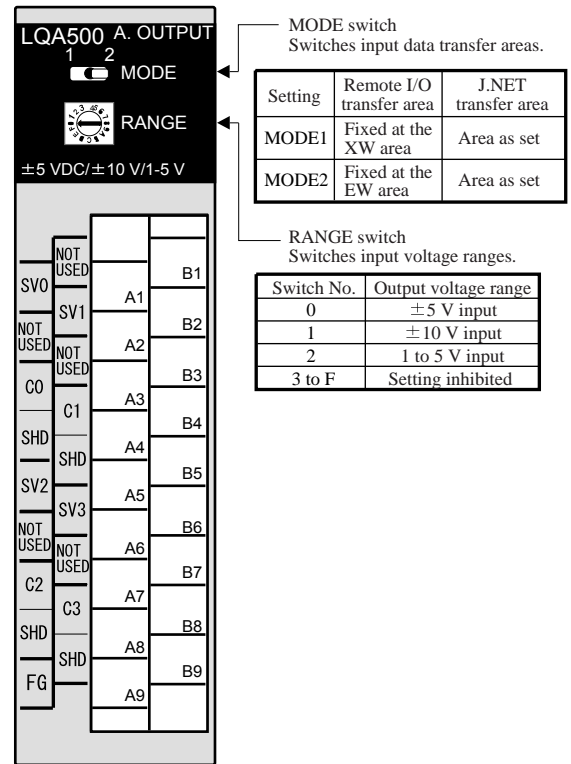 LQA500 A. OUTPUT
1 2
MODE
RANGE
±5 VDC/±10 V/1-5 V
MODE switch
Switches input data transfer areas.
Setting Remote I/O transfer area J.NET transfer area
MODE1 Fixed at the XW area Area as set
MODE2 Fixed at the EW area Area as set
RANGE switch
Switches input voltage ranges.
Switch No. Output voltage range
0 ±5 V input
1 ±10 V input
2 1 to 5 V input
3 to F Setting inhibited
NOT USED
SV0
B1
A1
SV1
NOT USED
B2
A2
NOT USED
C0
B3
A3
C1
B4
SHD
A4
SHD
B5
SV2
A5
SV3
NOT USED
B6
A6
NOT USED
B7
C2
A7
C3
B8
SHD
A8
SHD
B9
FG
A9